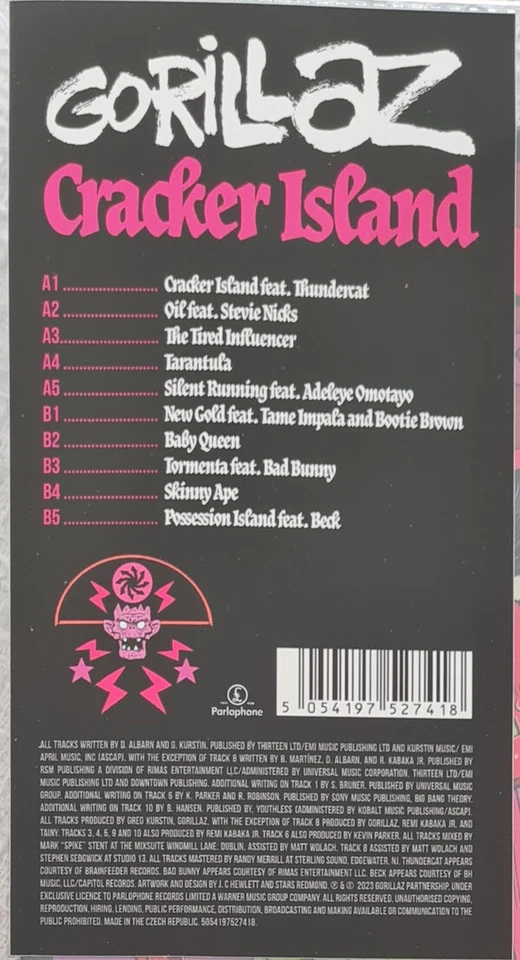 GORILLAZ
Cracker Island
A1 ........................ Cracker Island feat. Thundercat
A2 ........................ Oil feat. Stevie Nicks
A3 ........................ The Tired Influencer
A4 ........................ Tarantula
A5 ........................ Silent Running feat. Adeleye Omotayo
B1 ........................ New Gold feat. Tame Impala and Bootie Brown
B2 ........................ Baby Queen
B3 ........................ Tormenta feat. Bad Bunny
B4 ........................ Skinny Ape
B5 ........................ Possession Island feat. Beck
£
Parlophone
5 054197 527418
ALL TRACKS WRITTEN BY D. ALBARN AND G. KURSTIN. PUBLISHED BY THIRTEEN LTD/EMI MUSIC PUBLISHING LTD AND KURSTIN MUSIC/ EMI
APRIL MUSIC, INC (ASCAP). WITH THE EXCEPTION OF TRACK 8 WRITTEN BY B. MARTÍNEZ, D. ALBARN, AND R. KABAKA JR. PUBLISHED BY
RSM PUBLISHING A DIVISION OF RIMAS ENTERTAINMENT LLC/ADMINISTERED BY UNIVERSAL MUSIC CORPORATION, THIRTEEN LTD/EMI
MUSIC PUBLISHING LTD AND DOWNTOWN PUBLISHING. ADDITIONAL WRITING ON TRACK 1 BY S. BRUNER. PUBLISHED BY UNIVERSAL MUSIC
GROUP. ADDITIONAL WRITING ON TRACK 6 BY K. PARKER AND R. ROBINSON. PUBLISHED BY SONY MUSIC PUBLISHING, BIG BANG THEORY.
ADDITIONAL WRITING ON TRACK 10 BY B. HANSEN. PUBLISHED BY. YOUTHLESS (ADMINISTERED BY KOBALT MUSIC PUBLISHING/ASCAP).
ALL TRACKS PRODUCED BY GREG KURSTIN, GORILLAZ. WITH THE EXCEPTION OF TRACK 8 PRODUCED BY GORILLAZ, REMI KABAKA JR. AND
TAINY. TRACKS 3, 4, 6, 9 AND 10 ALSO PRODUCED BY REMI KABAKA JR. TRACK 6 ALSO PRODUCED BY KEVIN PARKER. ALL TRACKS MIXED BY
MARK "SPIKE" STENT AT THE MIXSUITE WINDMILL LANE. DUBLIN, ASSISTED BY MATT WOLACH. TRACK 8 ASSISTED BY MATT WOLACH AND
STEPHEN SEDGWICK AT STUDIO 13. ALL TRACKS MASTERED BY RANDY MERRILL AT STERLING SOUND. EDGEWATER, NJ. THUNDERCAT APPEARS
COURTESY OF BRAINFEEDER RECORDS. BAD BUNNY APPEARS COURTESY OF RIMAS ENTERTAINMENT LLC. BECK APPEARS COURTESY OF BH
MUSIC, LLC/CAPITOL RECORDS. ARTWORK AND DESIGN BY J. C HEWLETT AND STARS REDMOND. ℗ & © 2023 GORILLAZ PARTNERSHIP, UNDER
EXCLUSIVE LICENCE TO PARLOPHONE RECORDS LIMITED A WARNER MUSIC GROUP COMPANY. ALL RIGHTS RESERVED. UNAUTHORISED COPYING,
REPRODUCTION, HIRING, LENDING, PUBLIC PERFORMANCE, DISTRIBUTION, BROADCASTING AND MAKING AVAILABLE OR COMMUNICATION TO THE
PUBLIC PROHIBITED. MADE IN THE CZECH REPUBLIC. 5054197527418.